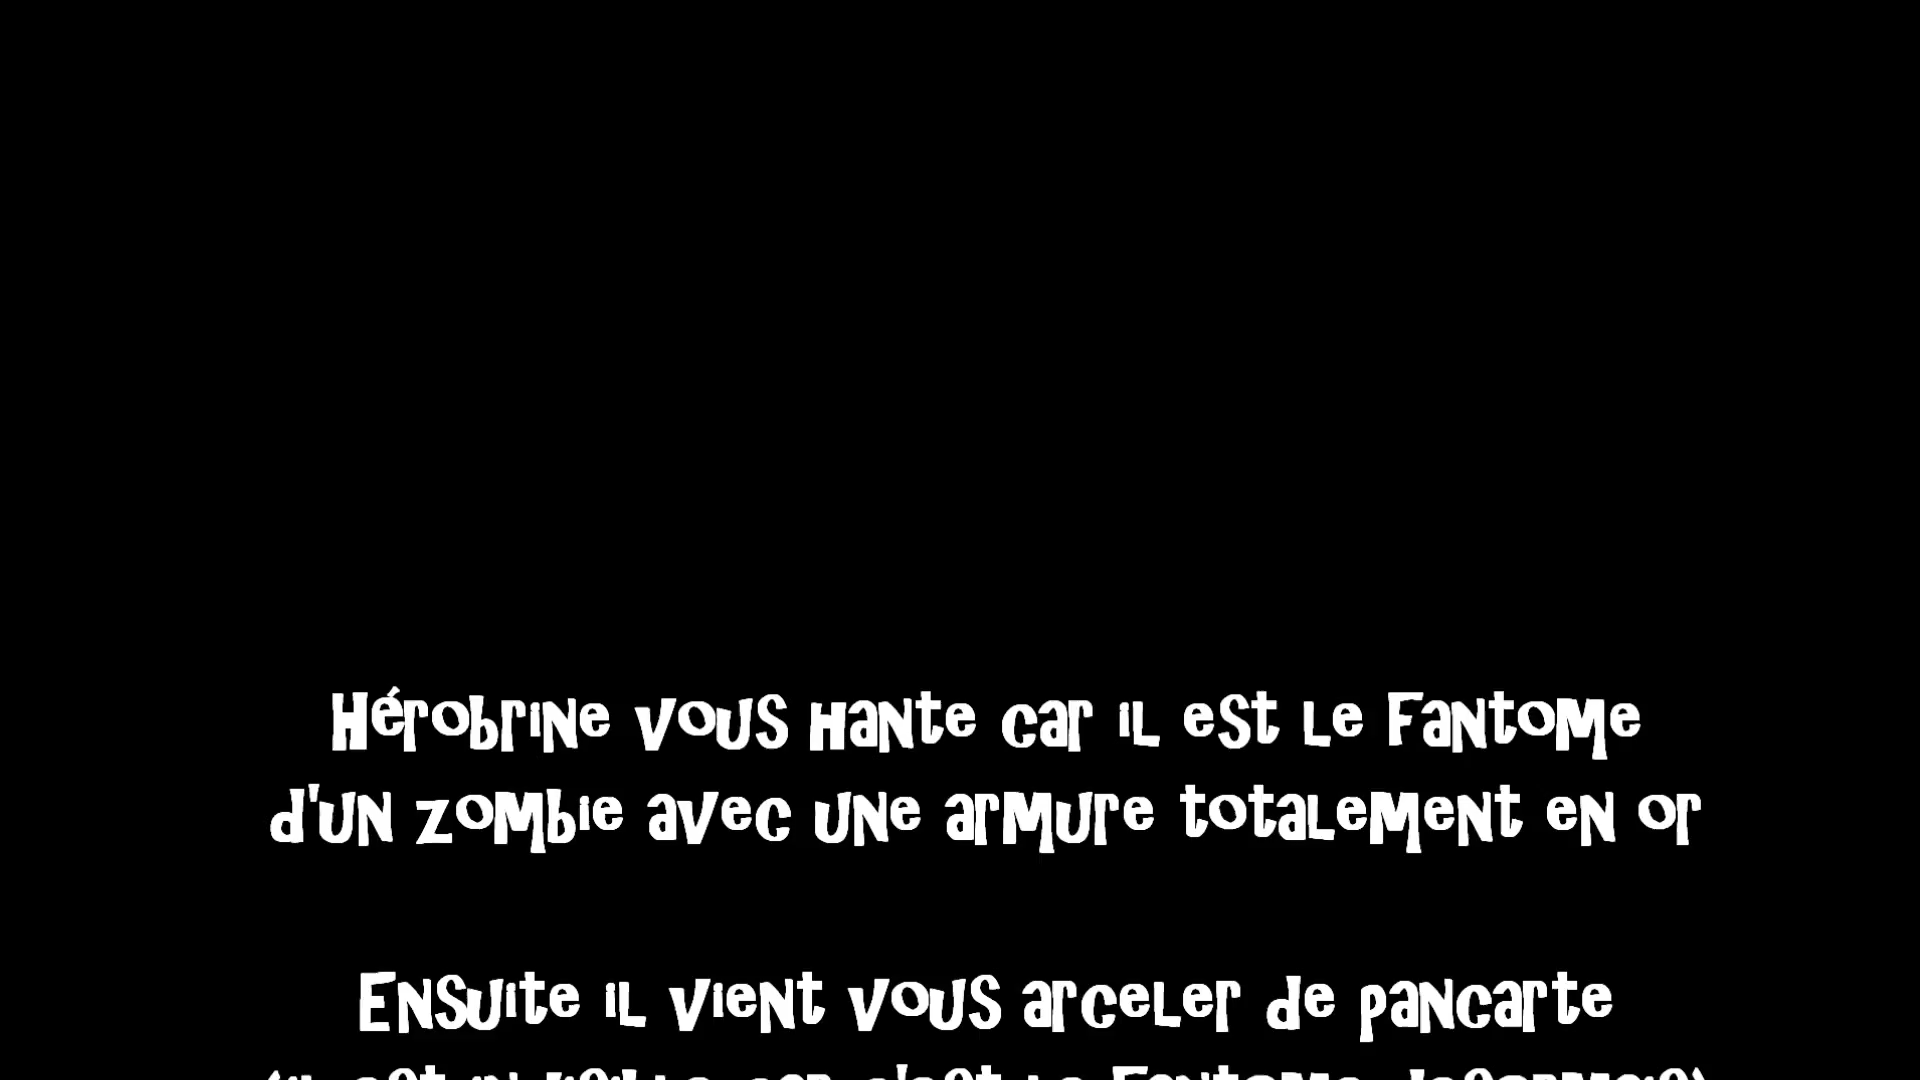 Hérobrine vous hante car il est le Fantome
d'un zombie avec une armure totalement en or
Ensuite il vient vous arceler de pancarte